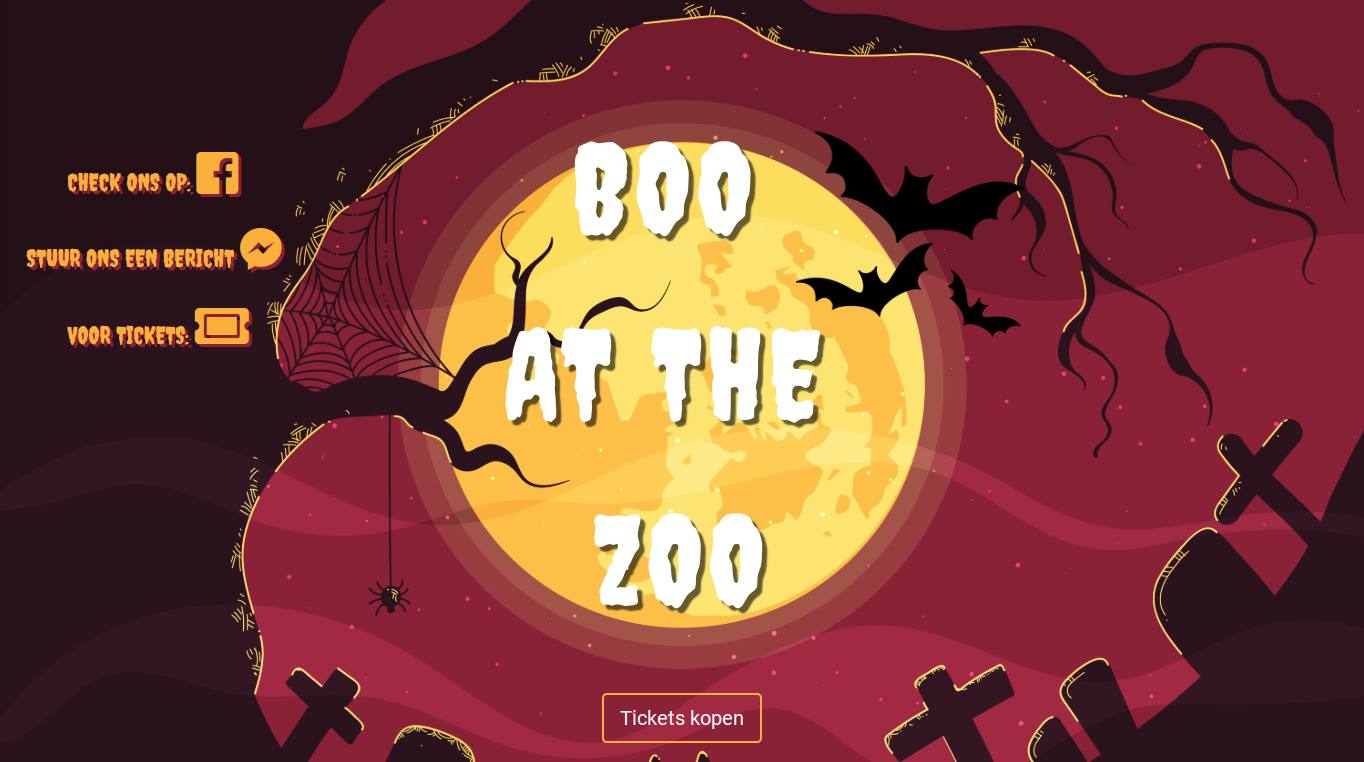 BOO
AT THE
ZOO
CHECK ONS OP:
STUUR ONS EEN BERICHT
VOOR TICKETS:
Tickets kopen